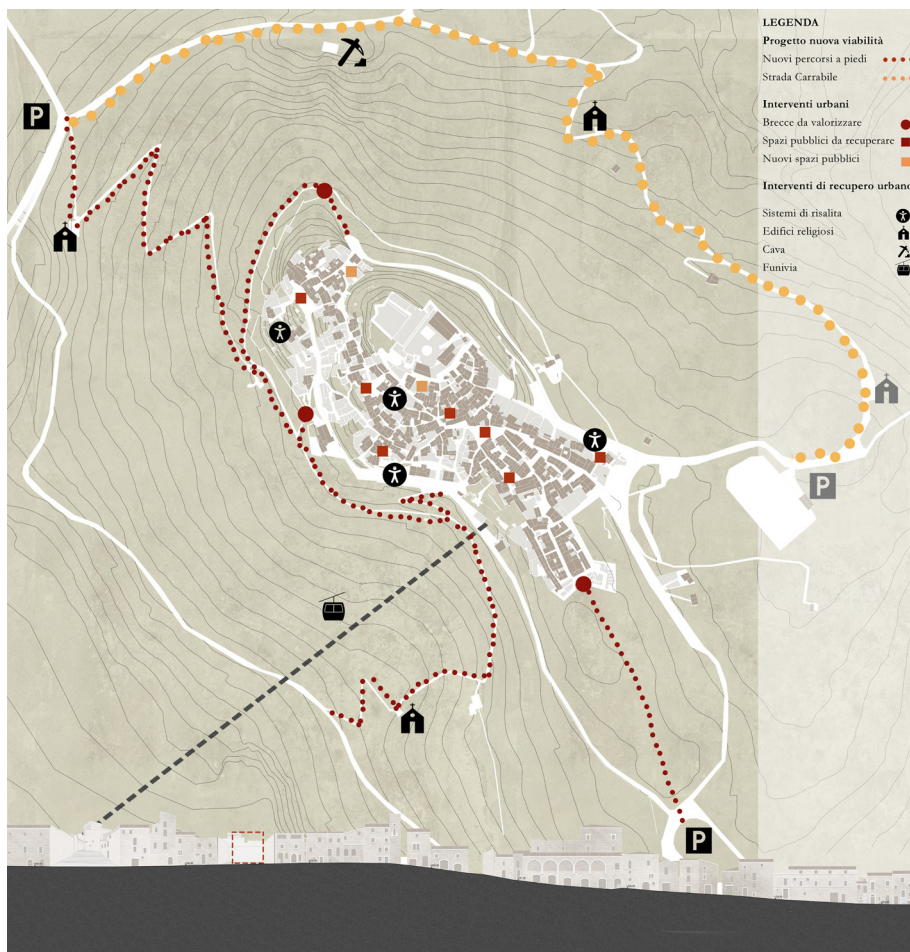 LEGENDA
Progetto nuova viabilità
Nuovi percorsi a piedi
Strada Carrabile
Interventi urbani
Brecce da valorizzare
Spazi pubblici da recuperare
Nuovi spazi pubblici
Interventi di recupero urbano
Sistemi di risalita
Edifici religiosi
Cava
Funivia
P
P
P